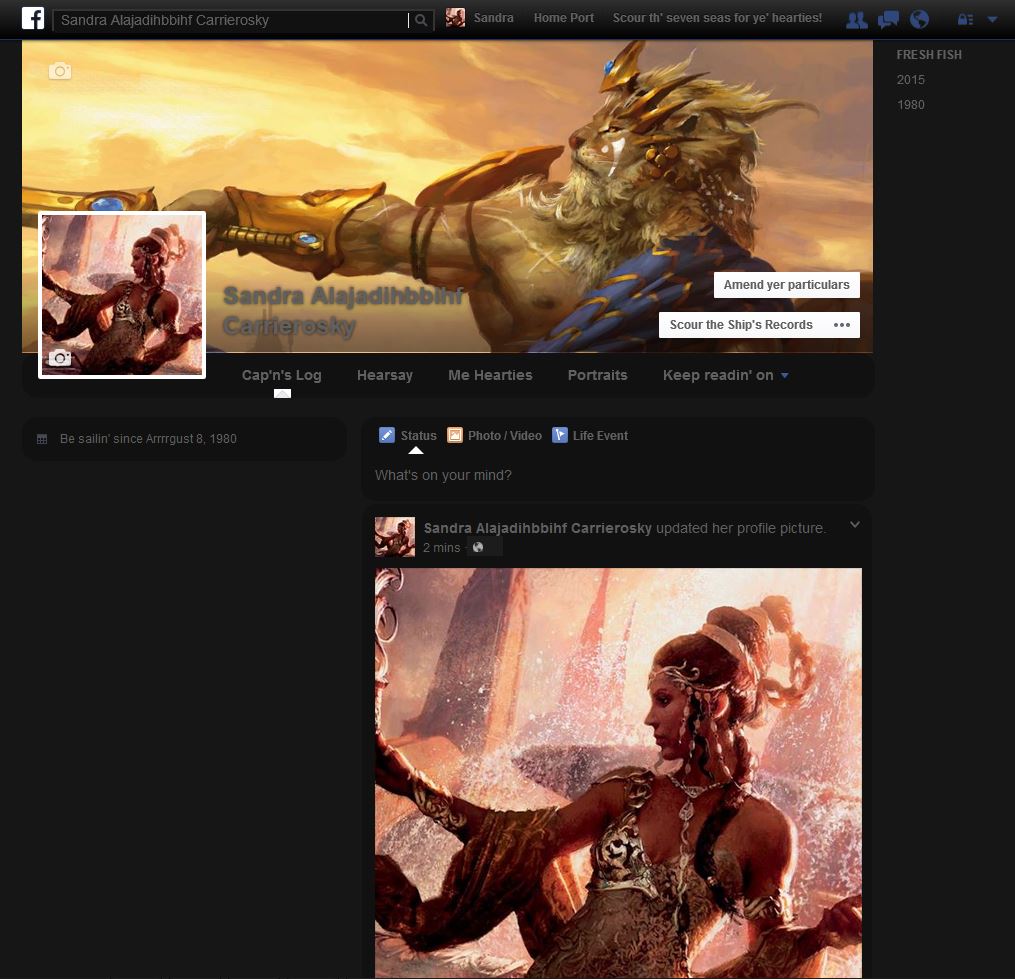 Sandra Alajadihbbihf Carrierosky
Sandra
Home Port
Scour th' seven seas for ye' hearties!
FRESH FISH
2015
1980
Sandra Alajadihbbihf
Carrierosky
Amend yer particulars
Scour the Ship's Records
Cap'n's Log
Hearsay
Me Hearties
Portraits
Keep readin' on
Be sailin' since Arrrrgust 8, 1980
Status
Photo / Video
Life Event
What's on your mind?
Sandra Alajadihbbihf Carrierosky updated her profile picture.
2 mins ·